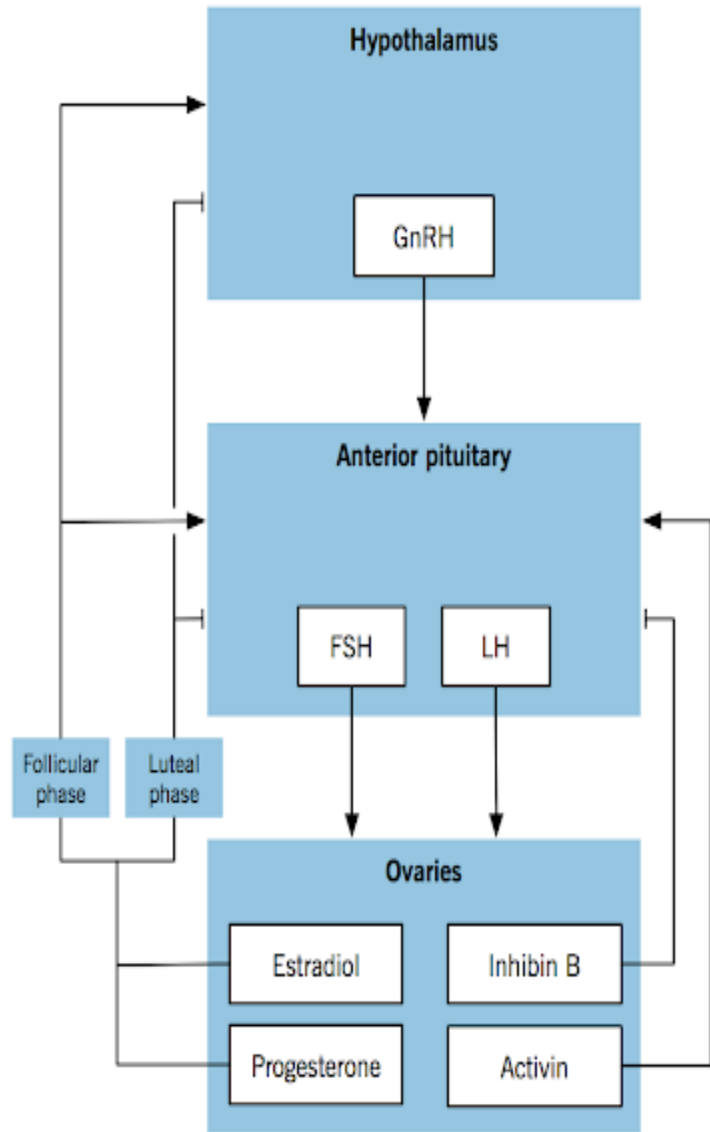 Hypothalamus
GnRH
Anterior pituitary
FSH
LH
Follicular
phase
Luteal
phase
Ovaries
Estradiol
Inhibin B
Progesterone
Activin